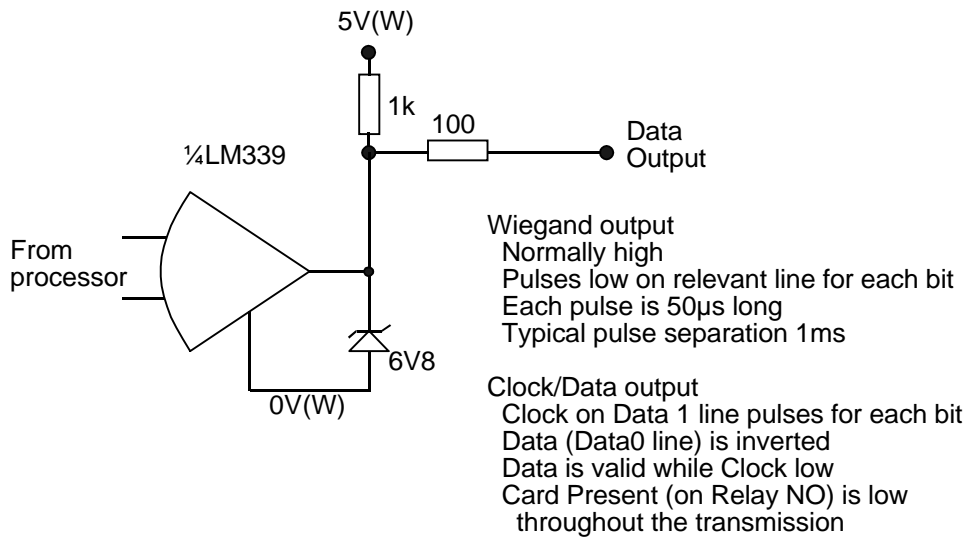 5V(W)
1k
100
Data
Output
¼LM339
From
processor
6V8
0V(W)
Wiegand output
Normally high
Pulses low on relevant line for each bit
Each pulse is 50µs long
Typical pulse separation 1ms
Clock/Data output
Clock on Data 1 line pulses for each bit
Data (Data0 line) is inverted
Data is valid while Clock low
Card Present (on Relay NO) is low
throughout the transmission